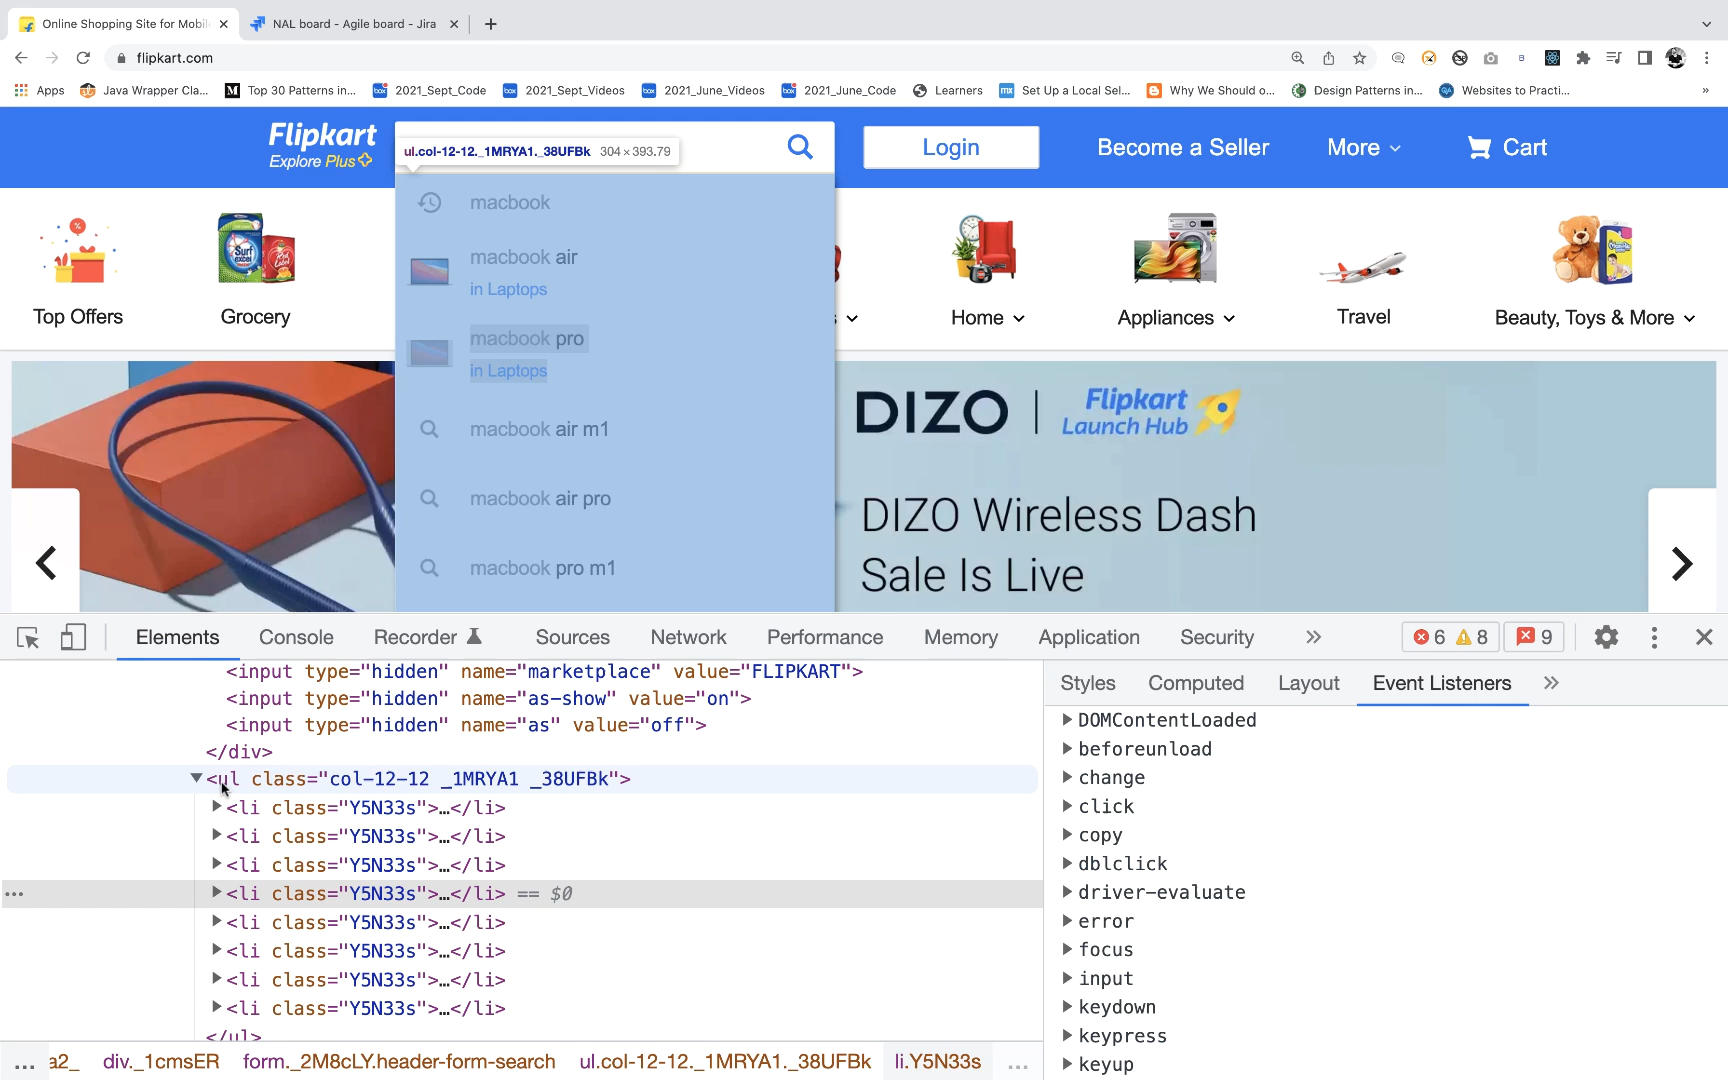 Online Shopping Site for Mobil
NAL board - Agile board - Jira
flipkart.com
Apps
Java Wrapper Cla...
Top 30 Patterns in...
2021_Sept_Code
2021_Sept_Videos
2021_June_Videos
2021_June_Code
Learners
Set Up a Local Sel...
Why We Should o...
Design Patterns in...
Websites to Practi...
»
Flipkart
Explore Plus
ul.col-12-12._1MRYA1._38UFBk 304 × 393.79
Login
Become a Seller
More
Cart
macbook
macbook air
in Laptops
macbook pro
in Laptops
macbook air m1
macbook air pro
macbook pro m1
Top Offers
Grocery
s
Home
Appliances
Travel
Beauty, Toys & More
DIZO | Flipkart
Launch Hub
DIZO Wireless Dash
Sale Is Live
Elements
Console
Recorder
Sources
Network
Performance
Memory
Application
Security
»
6
8
9
<input type="hidden" name="marketplace" value="FLIPKART">
<input type="hidden" name="as-show" value="on">
<input type="hidden" name="as" value="off">
</div>
<ul class="col-12-12 _1MRYA1 _38UFBk">
<li class="Y5N33s">…</li>
<li class="Y5N33s">…</li>
<li class="Y5N33s">…</li>
... <li class="Y5N33s">…</li> == $0
<li class="Y5N33s">…</li>
<li class="Y5N33s">…</li>
<li class="Y5N33s">…</li>
<li class="Y5N33s">…</li>
</ul>
... a2_ div._1cmsER form._2M8cLY.header-form-search ul.col-12-12._1MRYA1._38UFBk li.Y5N33s ...
Styles
Computed
Layout
Event Listeners
»
DOMContentLoaded
beforeunload
change
click
copy
dblclick
driver-evaluate
error
focus
input
keydown
keypress
keyup